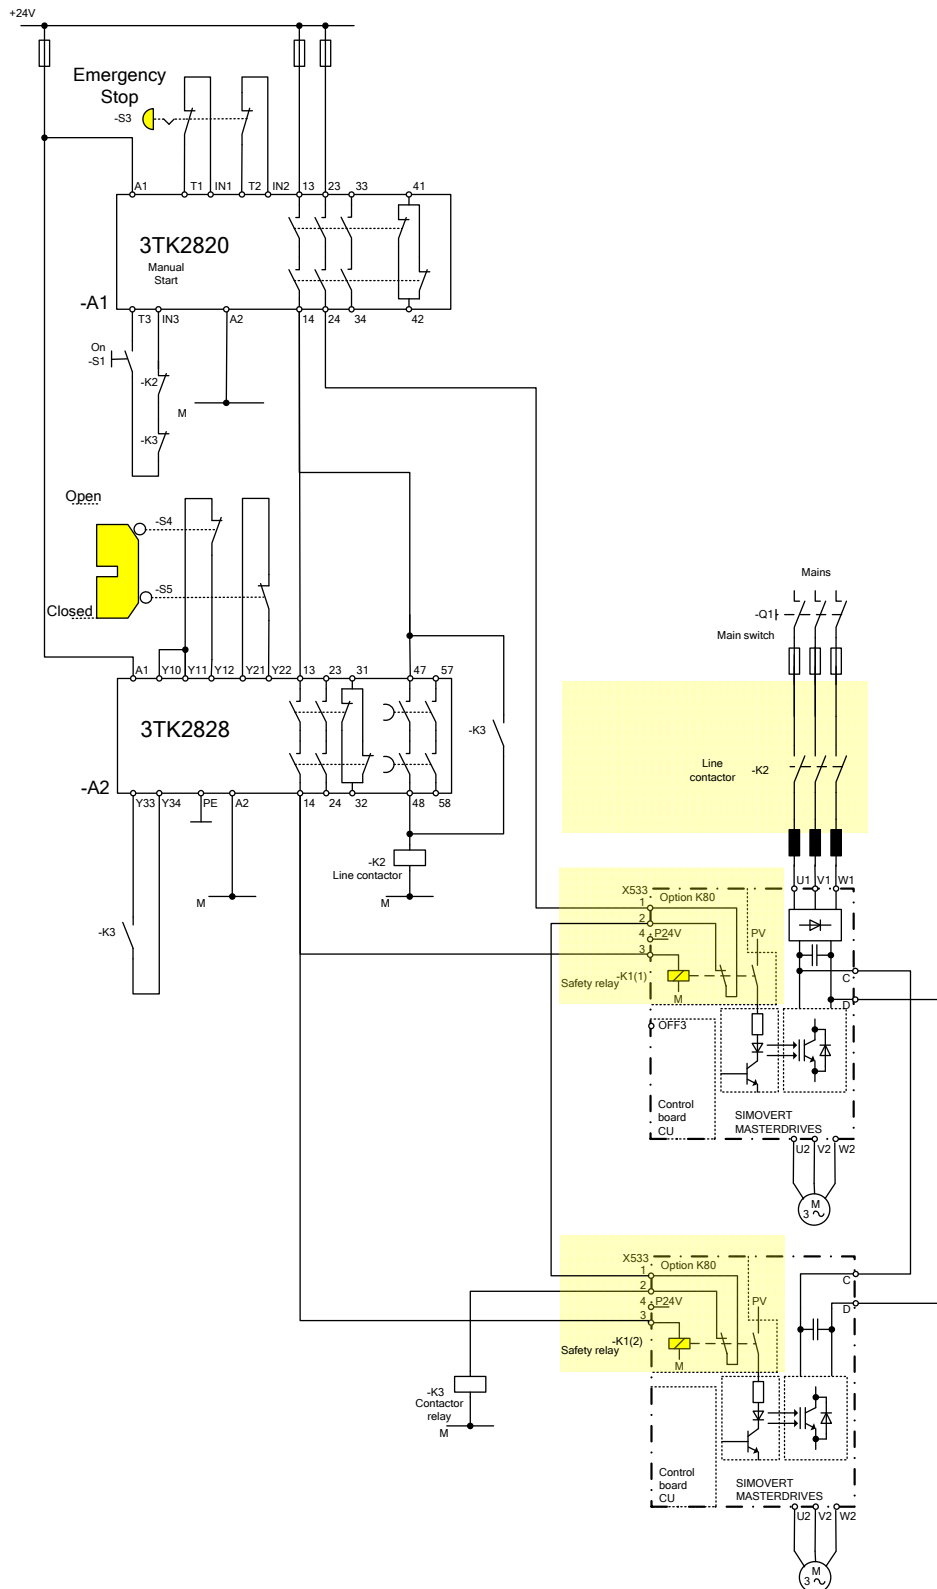 +24V
Emergency
Stop
-S3
A1 T1 IN1 T2 IN2 13 23 33 41
3TK2820
Manual
Start
-A1
T3 IN3 A2 14 24 34 42
On
-S1
-K2
M
-K3
Open
-S4
-S5
Closed
Mains
-Q1
Main switch
A1 Y10 Y11 Y12 Y21 Y22 13 23 31 47 57
3TK2828
-K3
Line
contactor
-K2
-A2
Y33 Y34 PE A2 14 24 32 48 58
-K2
Line contactor
M
M
-K3
U1 V1 W1
X533
Option K80
1
2
4 P24V
3
PV
Safety relay
-K1(1)
M
C
D
OFF3
Control
board
CU
SIMOVERT
MASTERDRIVES
U2 V2 W2
M
3
X533
Option K80
1
2
4 P24V
3
PV
Safety relay
-K1(2)
M
C
D
-K3
Contactor
relay
M
Control
board
CU
SIMOVERT
MASTERDRIVES
U2 V2 W2
M
3